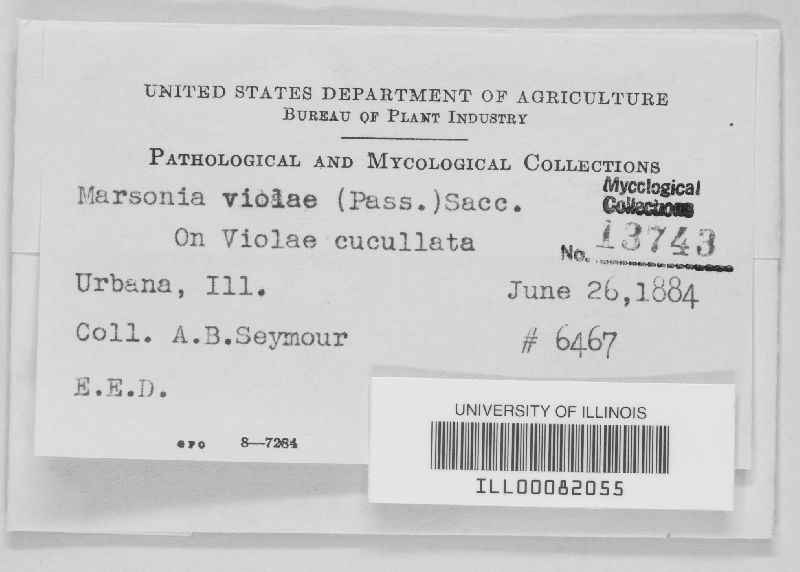 UNITED STATES DEPARTMENT OF AGRICULTURE
BUREAU OF PLANT INDUSTRY
PATHOLOGICAL AND MYCOLOGICAL COLLECTIONS
Marsonia violae (Pass.)Sacc.
Mycological
Collections
On Violae cucullata
No. 13743
Urbana, Ill.
June 26,1884
Coll. A.B.Seymour
# 6467
E.E.D.
UNIVERSITY OF ILLINOIS
GPO 8—7284
ILL00082055